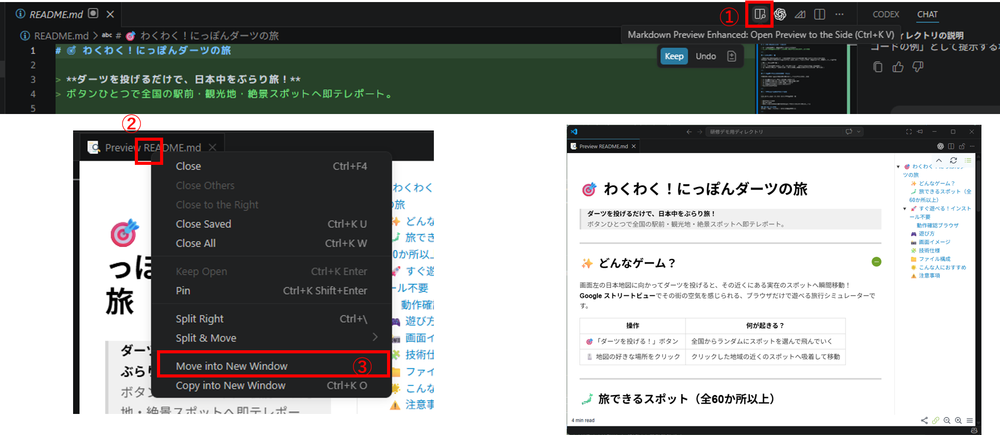 README.md
①
CODEX
CHAT
README.md > abc # わくわく！にっぽんダーツの旅
Markdown Preview Enhanced: Open Preview to the Side (Ctrl+K V)
ィレクトリの説明
コードの例」として提示する
1 # わくわく！にっぽんダーツの旅
Keep Undo
2
3 > **ダーツを投げるだけで、日本中をぶらり旅！**
4 > ボタンひとつで全国の駅前・観光地・絶景スポットへ即テレポート。
5
②
Preview README.md
Close Ctrl+F4
Close Others
Close to the Right
Close Saved Ctrl+K U
Close All Ctrl+K W
Keep Open Ctrl+K Enter
Pin Ctrl+K Shift+Enter
Split Right Ctrl+\
Split & Move
Move into New Window ③
Copy into New Window Ctrl+K O
っぽ
旅
ダー
ぶらり
ボタン
地・絶景スポットへ即テレポー
わくわく
の旅
どんな
旅でき
0か所以
すぐ遊
ール不要
動作確
遊び方
画面イ
技術仕
ファイ
こんな
注意事
研修デモ用ディレクトリ
Preview README.md
わくわく！にっぽんダーツの旅
ダーツを投げるだけで、日本中をぶらり旅！
ボタンひとつで全国の駅前・観光地・絶景スポットへ即テレポート。
どんなゲーム？
画面左の日本地図に向かってダーツを投げると、その近くにある実在のスポットへ瞬間移動！
Google ストリートビューでその街の空気を感じられる、ブラウザだけで遊べる旅行シミュレーターで
す。
操作 何が起きる？
「ダーツを投げる！」ボタン 全国からランダムにスポットを選んで飛んでいく
地図の好きな場所をクリック クリックした地域の近くのスポットへ吸着して移動
旅できるスポット（全60か所以上）
4 min read
わくわく！にっぽんダー
ツの旅
どんなゲーム？
旅できるスポット（全
60か所以上）
すぐ遊べる！インスト
ール不要
動作確認ブラウザ
遊び方
画面イメージ
技術仕様
ファイル構成
こんな人におすすめ
注意事項